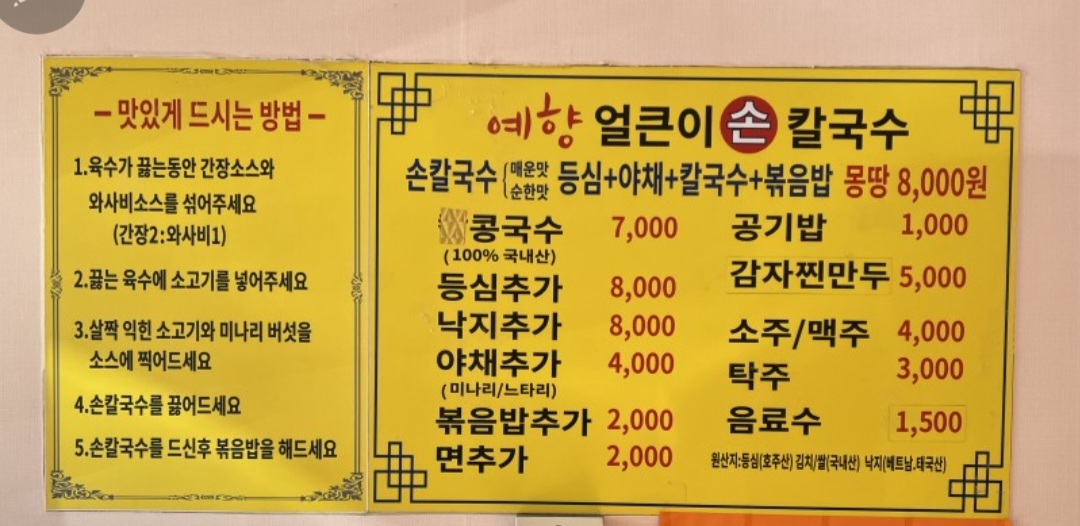 - 맛있게 드시는 방법 -
1.육수가 끓는동안 간장소스와
와사비소스를 섞어주세요
(간장2:와사비1)
2.끓는 육수에 소고기를 넣어주세요
3.살짝 익힌 소고기와 미나리 버섯을
소스에 찍어드세요
4.손칼국수를 끓여드세요
5.손칼국수를 드신후 볶음밥을 해드세요
예향 얼큰이 손 칼국수
손칼국수 매운맛 순한맛 등심+야채+칼국수+볶음밥 몽땅 8,000원
콩국수 7,000
(100% 국내산)
등심추가 8,000
낙지추가 8,000
야채추가 4,000
(미나리/느타리)
볶음밥추가 2,000
면추가 2,000
공기밥 1,000
감자찐만두 5,000
소주/맥주 4,000
탁주 3,000
음료수 1,500
원산지:등심(호주산) 김치/쌀(국내산) 낙지(베트남.태국산)